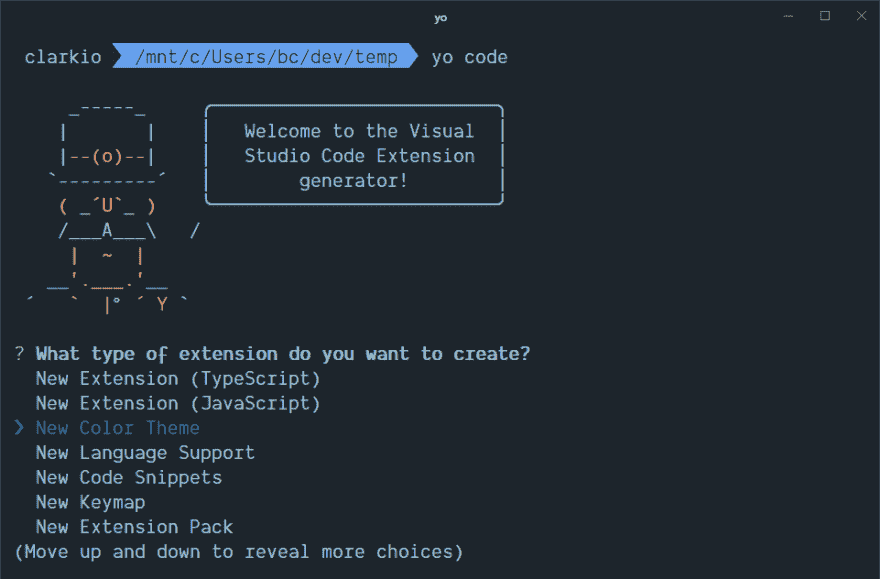 yo
clarkio /mnt/c/Users/bc/dev/temp yo code
Welcome to the Visual
Studio Code Extension
generator!
? What type of extension do you want to create?
New Extension (TypeScript)
New Extension (JavaScript)
❯ New Color Theme
New Language Support
New Code Snippets
New Keymap
New Extension Pack
(Move up and down to reveal more choices)